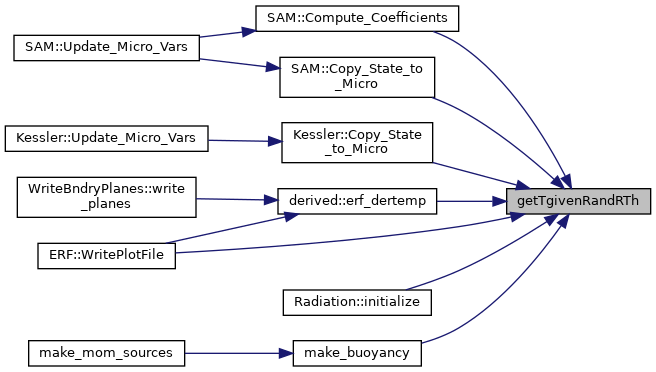 SAM::Compute_Coefficients
SAM::Update_Micro_Vars
SAM::Copy_State_to
_Micro
Kessler::Update_Micro_Vars
Kessler::Copy_State
_to_Micro
WriteBndryPlanes::write
_planes
derived::erf_dertemp
getTgivenRandRTh
ERF::WritePlotFile
Radiation::initialize
make_mom_sources
make_buoyancy